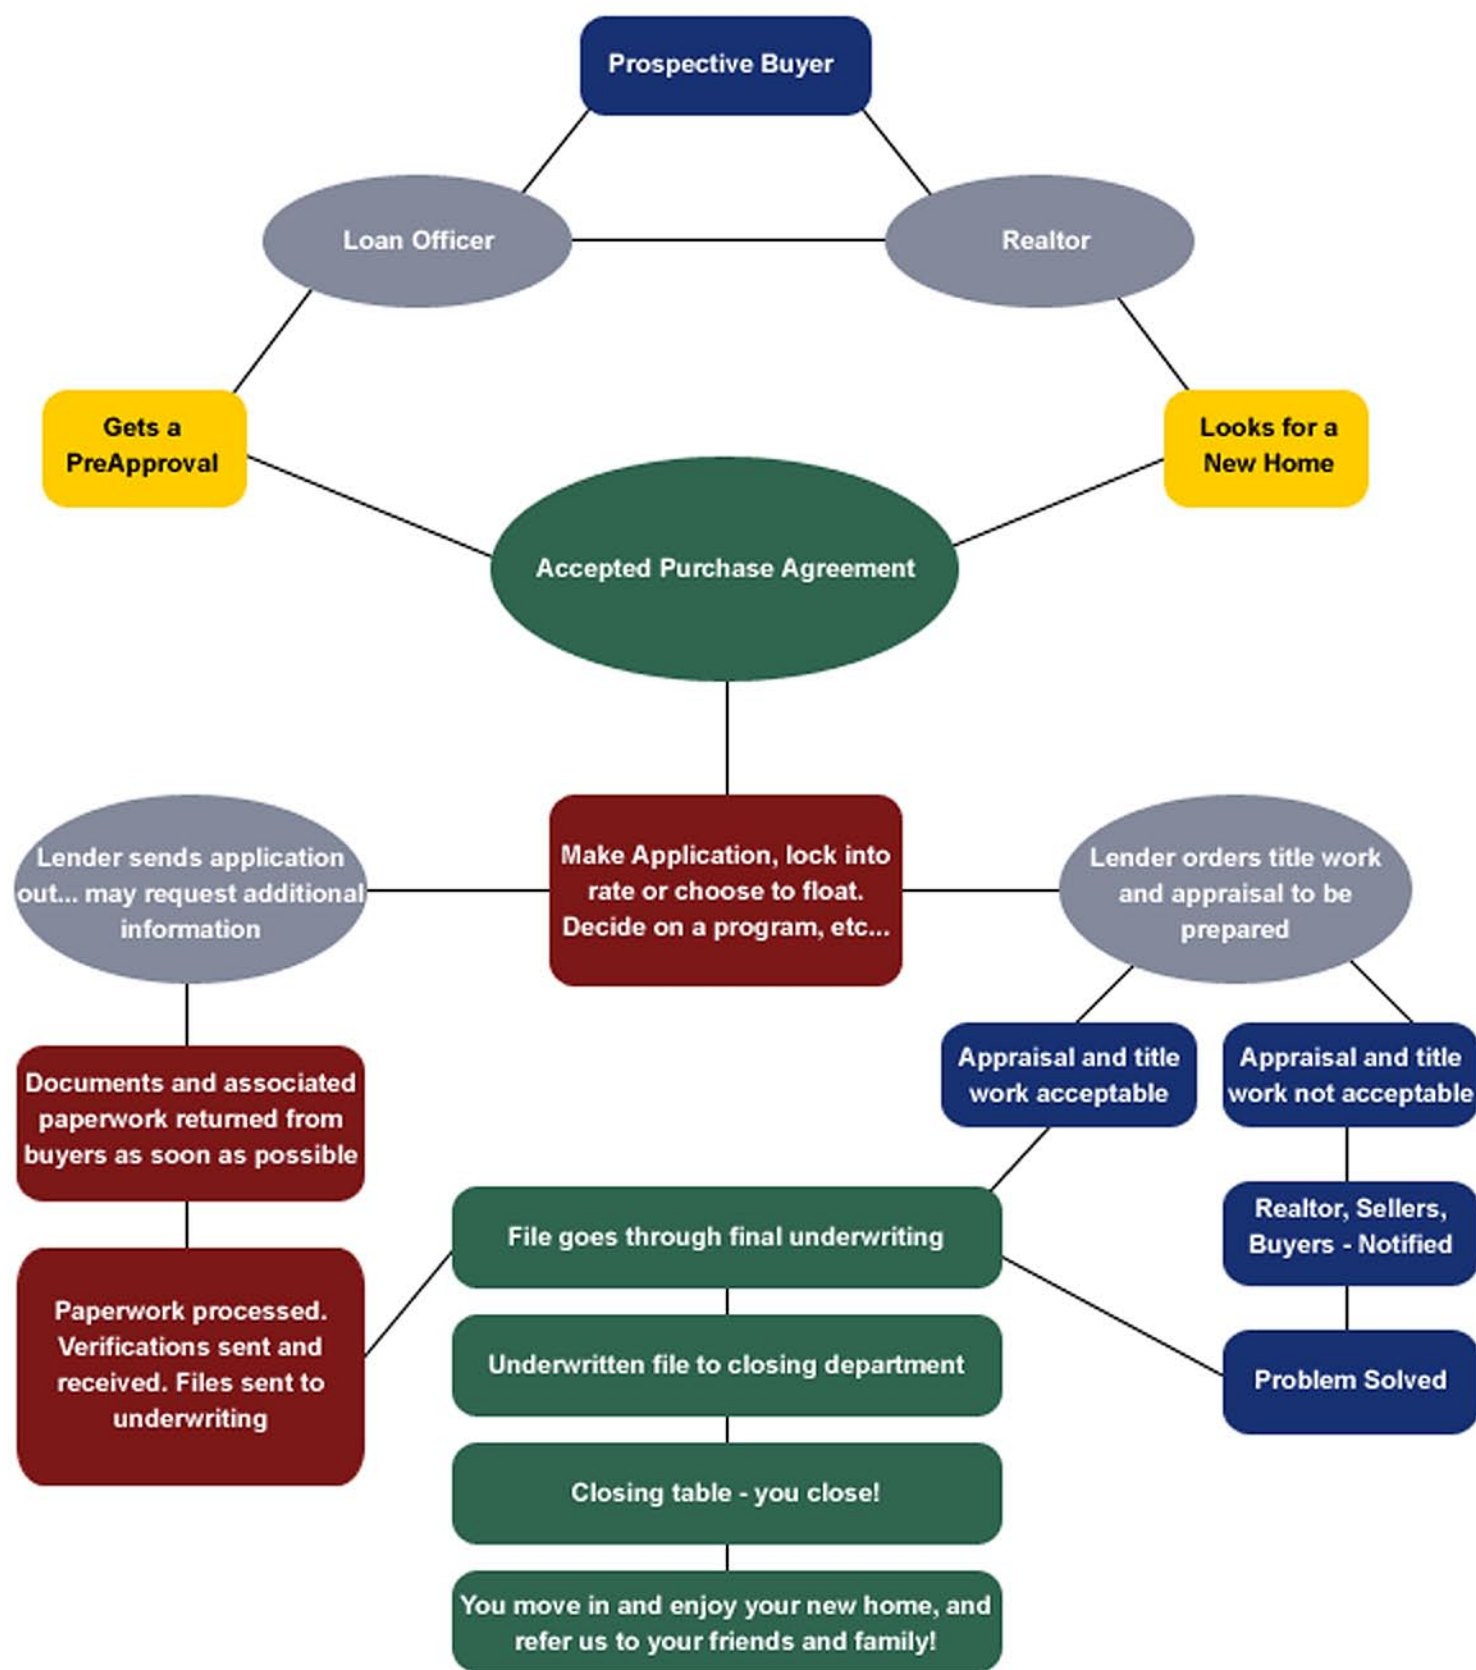 Prospective Buyer
Loan Officer
Realtor
Gets a
PreApproval
Looks for a
New Home
Accepted Purchase Agreement
Lender sends application
out... may request additional
information
Make Application, lock into
rate or choose to float.
Decide on a program, etc...
Lender orders title work
and appraisal to be
prepared
Appraisal and title
work acceptable
Appraisal and title
work not acceptable
Documents and associated
paperwork returned from
buyers as soon as possible
Realtor, Sellers,
Buyers - Notified
File goes through final underwriting
Paperwork processed.
Verifications sent and
received. Files sent to
underwriting
Underwritten file to closing department
Problem Solved
Closing table - you close!
You move in and enjoy your new home, and
refer us to your friends and family!